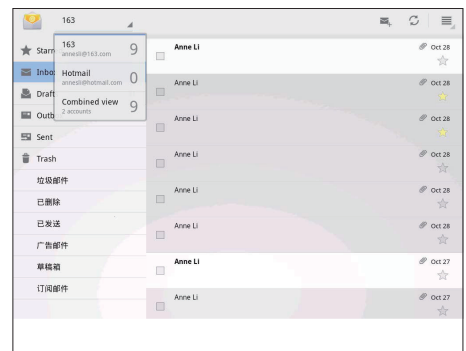 163
163
annesli@163.com
9
Hotmail
annesli@hotmail.com
0
Combined view
2 accounts
9
Starr
Inbo
Draft
Outb
Sent
Trash
垃圾邮件
已删除
已发送
广告邮件
草稿箱
订阅邮件
Anne Li
Oct 28
Anne Li
Oct 28
Anne Li
Oct 28
Anne Li
Oct 28
Anne Li
Oct 28
Anne Li
Oct 28
Anne Li
Oct 27
Anne Li
Oct 27